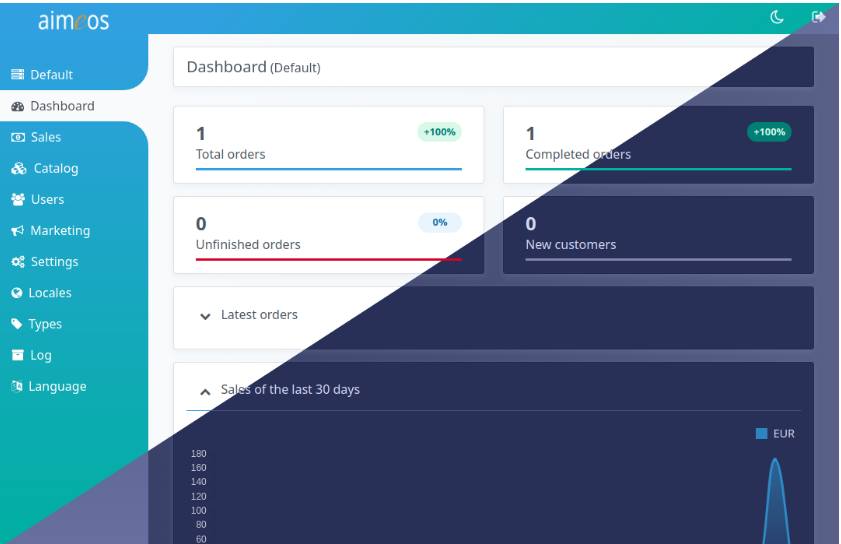 aimeos
Default
Dashboard
Sales
Catalog
Users
Marketing
Settings
Locales
Types
Log
Language
Dashboard (Default)
1 +100%
Total orders
1 +100%
Completed orders
0 0%
Unfinished orders
0
New customers
Latest orders
Sales of the last 30 days
EUR
180
160
140
120
100
80
60